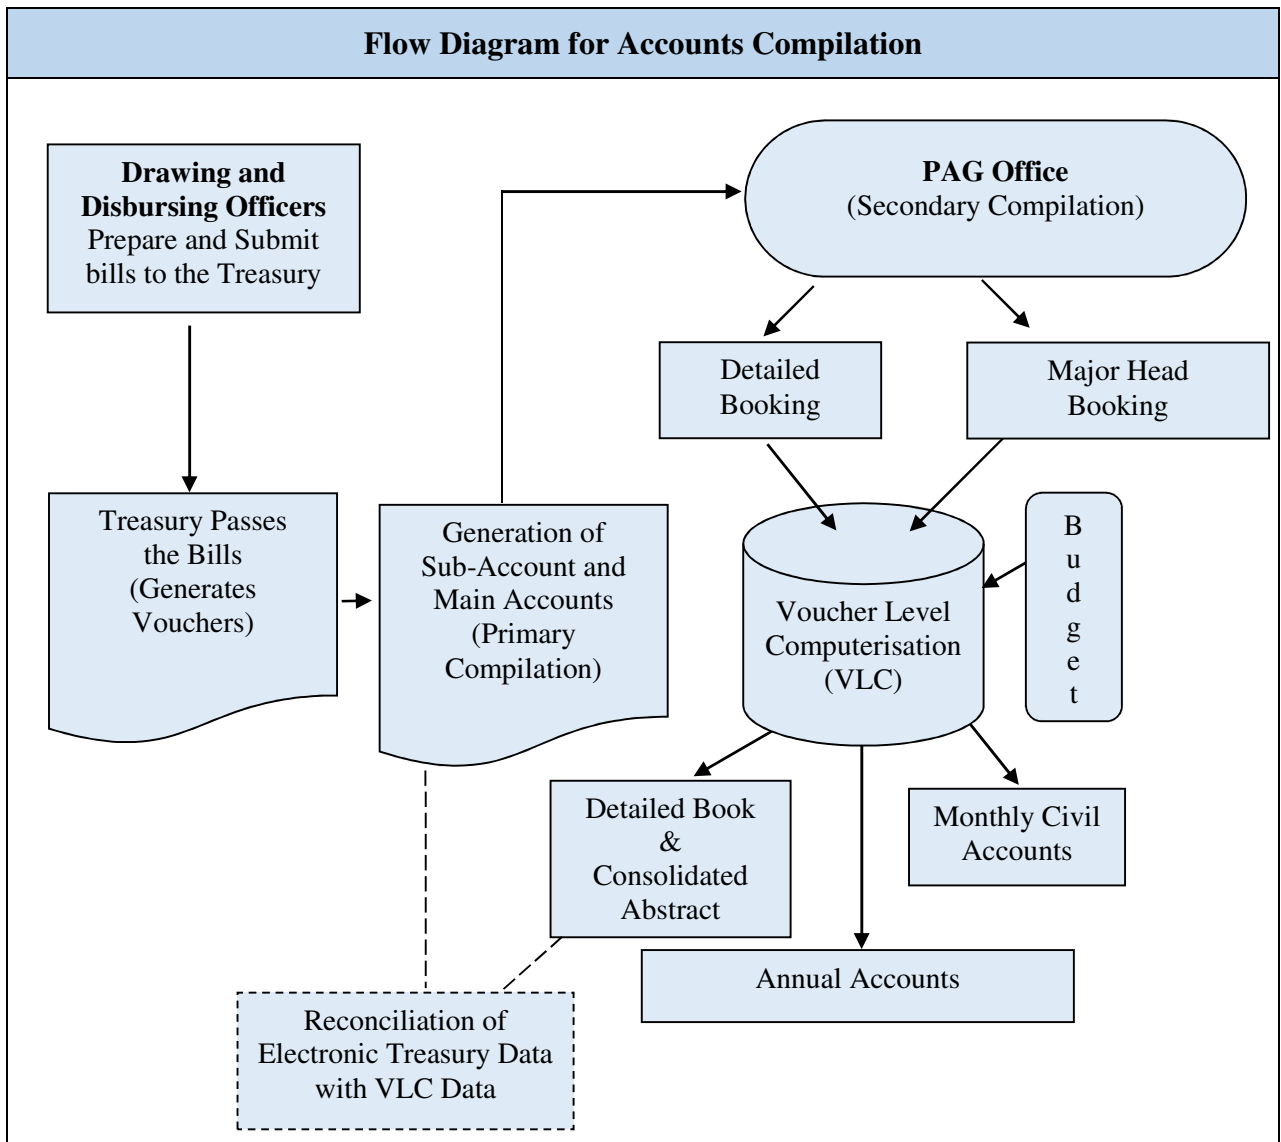 Flow Diagram for Accounts Compilation
Drawing and
Disbursing Officers
Prepare and Submit
bills to the Treasury
PAG Office
(Secondary Compilation)
Detailed
Booking
Major Head
Booking
Treasury Passes
the Bills
(Generates
Vouchers)
Generation of
Sub-Account and
Main Accounts
(Primary
Compilation)
Voucher Level
Computerisation
(VLC)
B
u
d
g
e
t
Detailed Book
&
Consolidated
Abstract
Monthly Civil
Accounts
Annual Accounts
Reconciliation of
Electronic Treasury Data
with VLC Data